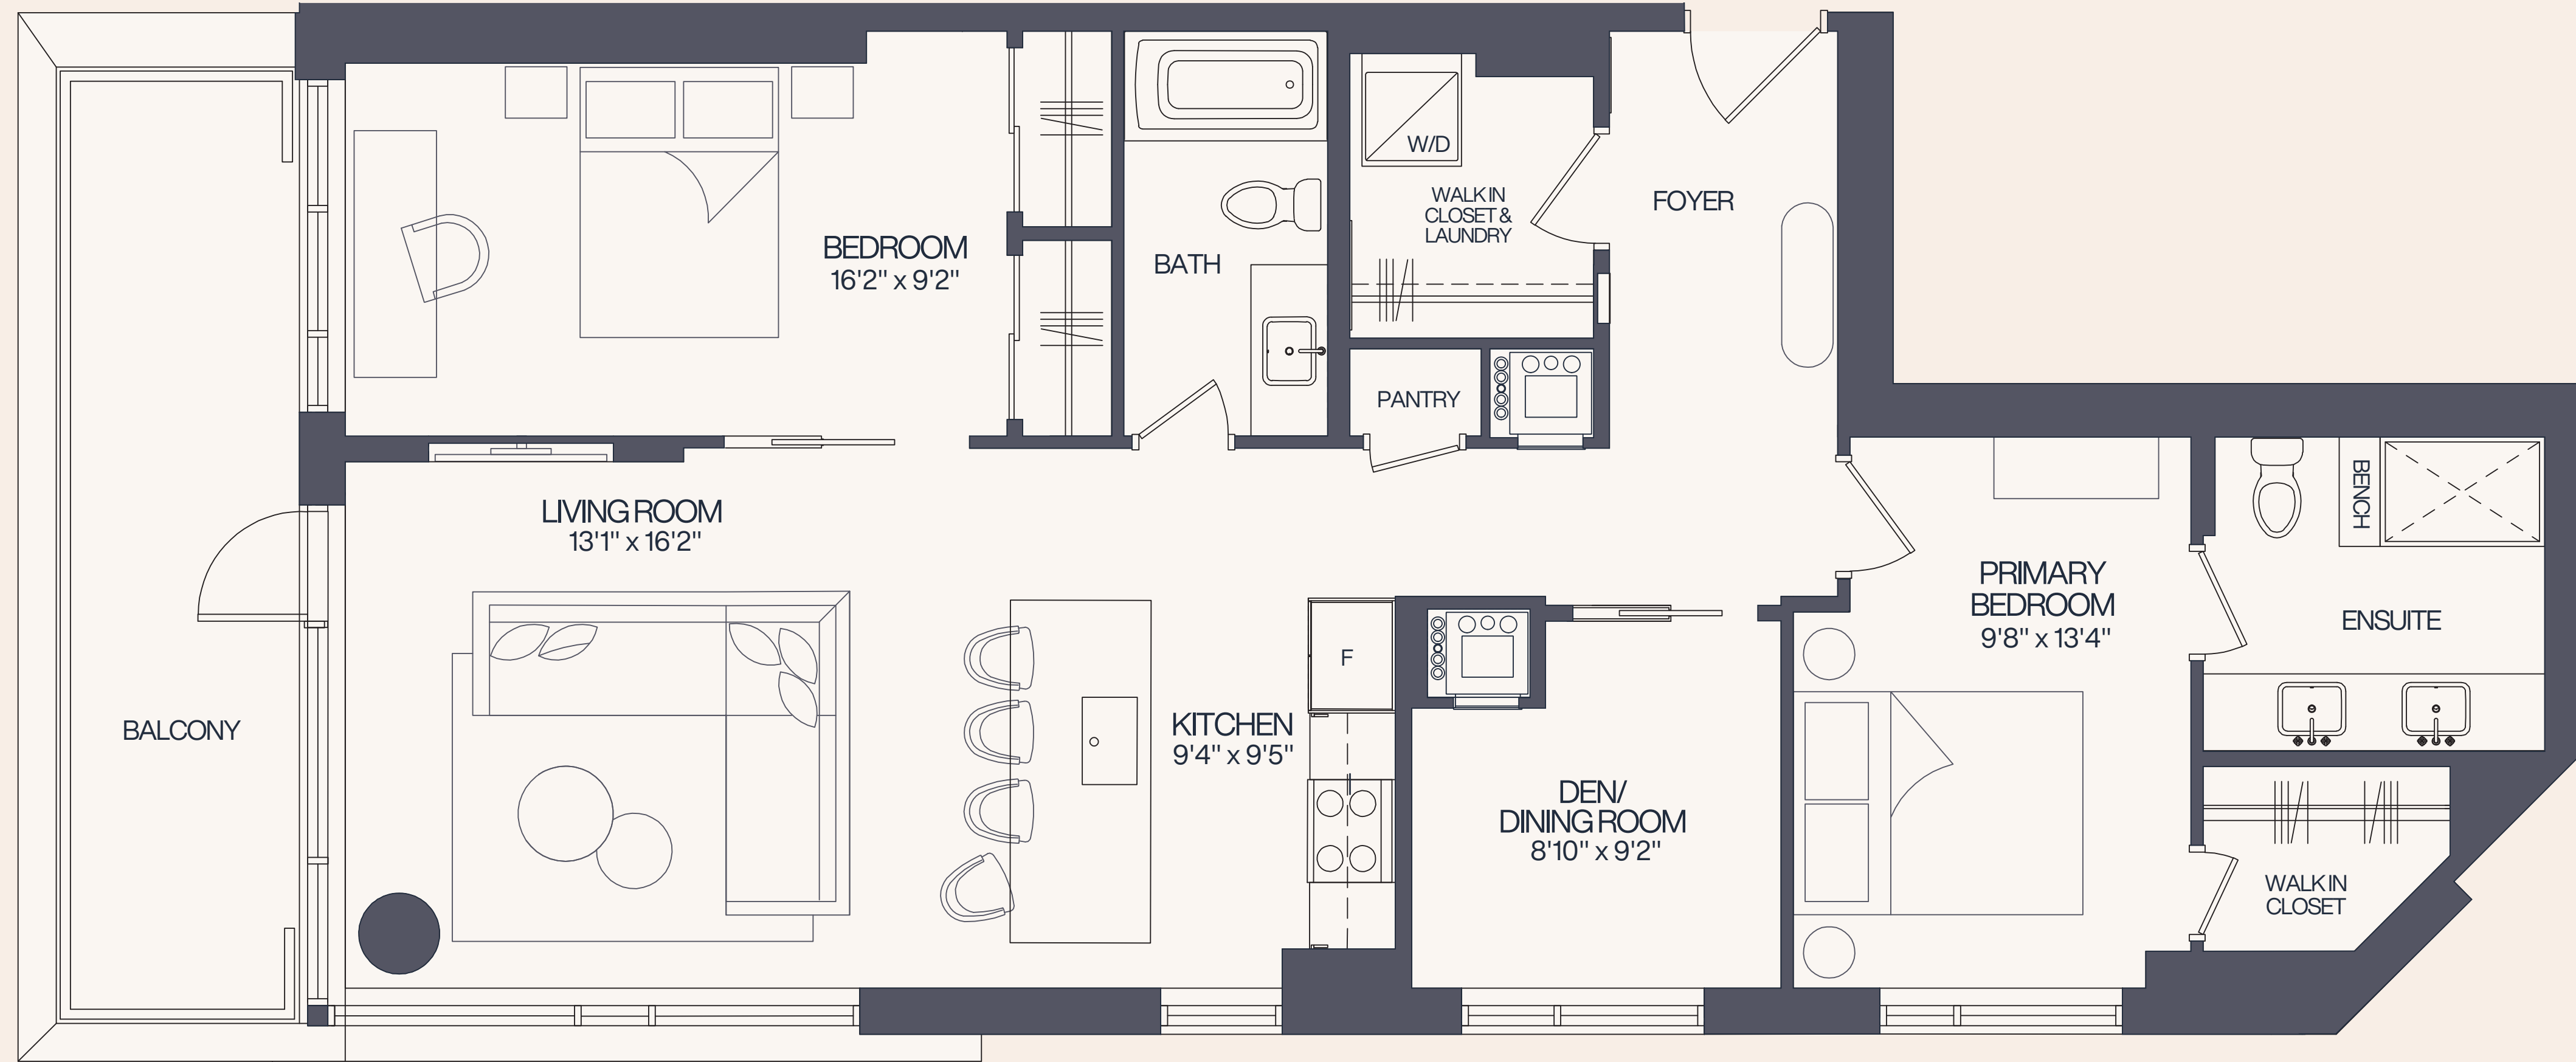 W/D
WALK IN
CLOSET &
LAUNDRY
FOYER
BEDROOM
16'2" x 9'2"
BATH
PANTRY
LIVING ROOM
13'1" x 16'2"
BENCH
PRIMARY
BEDROOM
9'8" x 13'4"
ENSUITE
F
BALCONY
KITCHEN
9'4" x 9'5"
DEN/
DINING ROOM
8'10" x 9'2"
WALK IN
CLOSET